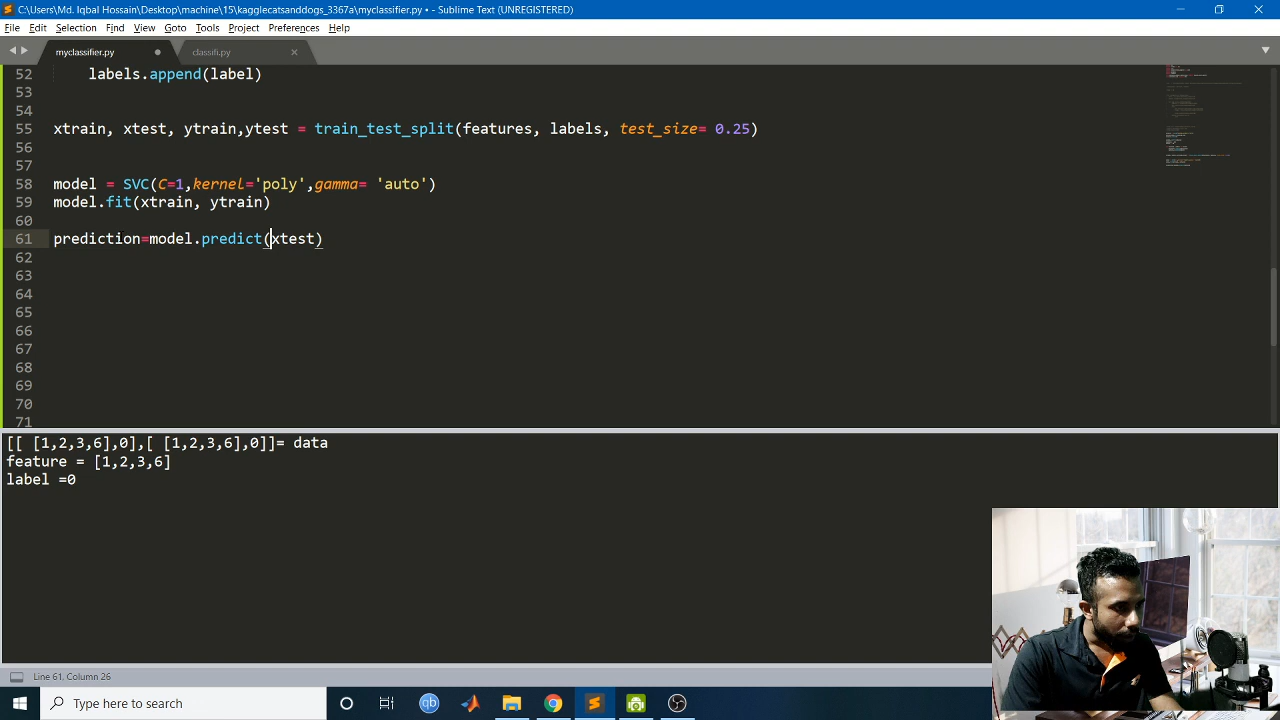 C:\Users\Md. Iqbal Hossain\Desktop\machine\15\kagglecatsanddogs_3367a\myclassifier.py • - Sublime Text (UNREGISTERED)
File Edit Selection Find View Goto Tools Project Preferences Help
myclassifier.py classifi.py
52 labels.append(label)
53
54
55 xtrain, xtest, ytrain,ytest = train_test_split(features, labels, test_size= 0.25)
56
57
58 model = SVC(C=1,kernel='poly',gamma= 'auto')
59 model.fit(xtrain, ytrain)
60
61 prediction=model.predict(xtest)
62
63
64
65
66
67
68
69
70
71
[[ [1,2,3,6],0],[ [1,2,3,6],0]]= data
feature = [1,2,3,6]
label =0
Line 61, Column 26
Type here to search
qb